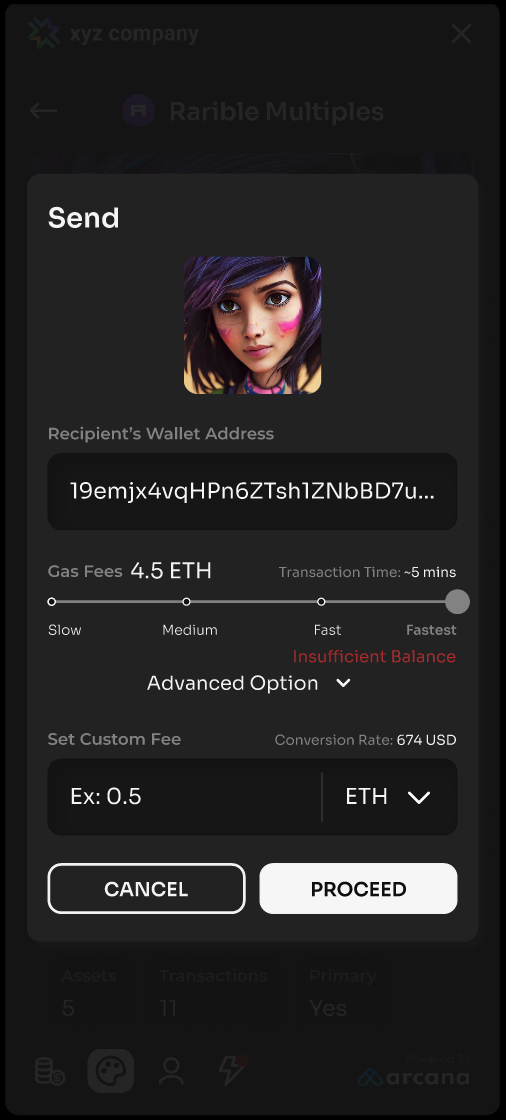 xyz company
Rarible Multiples
Send
Recipient's Wallet Address
19emjx4vqHPn6ZTsh1ZNbBD7u...
Gas Fees 4.5 ETH Transaction Time: ~5 mins
Slow Medium Fast Fastest
Insufficient Balance
Advanced Option
Set Custom Fee Conversion Rate: 674 USD
Ex: 0.5 ETH
CANCEL PROCEED
Assets Transactions Primary
5 11 Yes
Powered By
arcana